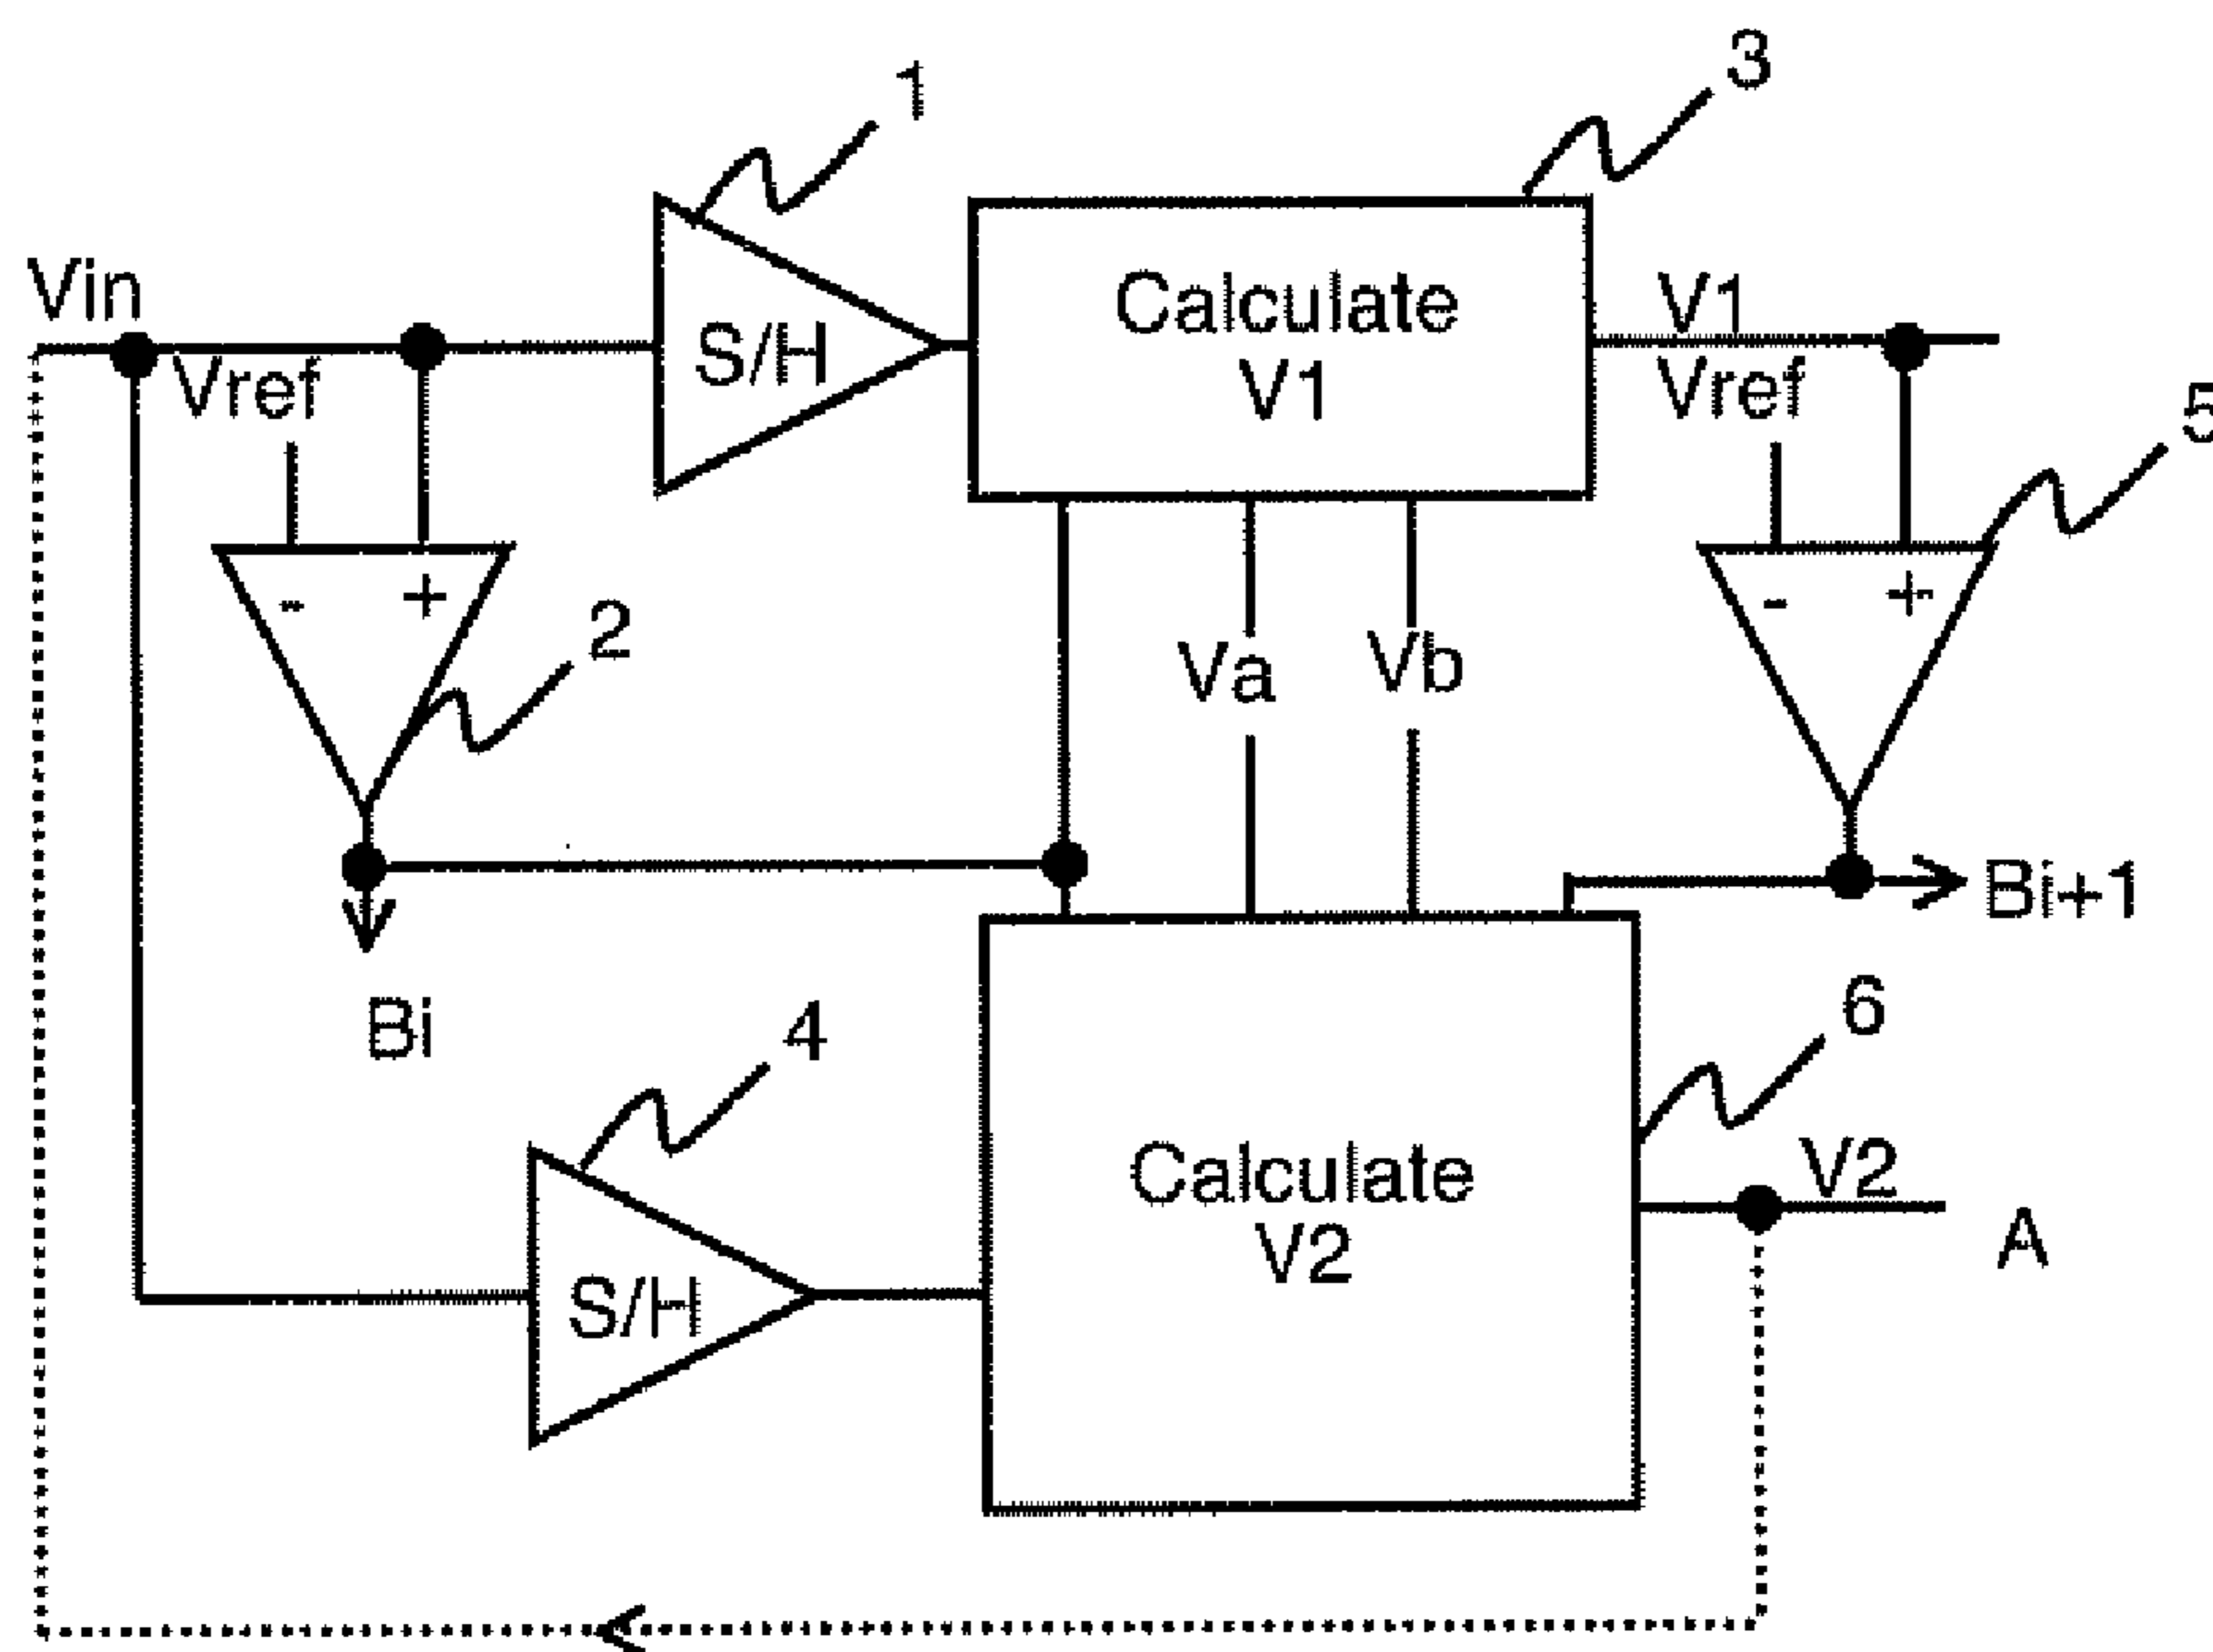 1
3
Vin
Vref
S/H
Calculate
V1
V1
Vref
5
-
+
2
Va
Vb
-
+
Bi
Bi+1
4
6
S/H
Calculate
V2
V2
A